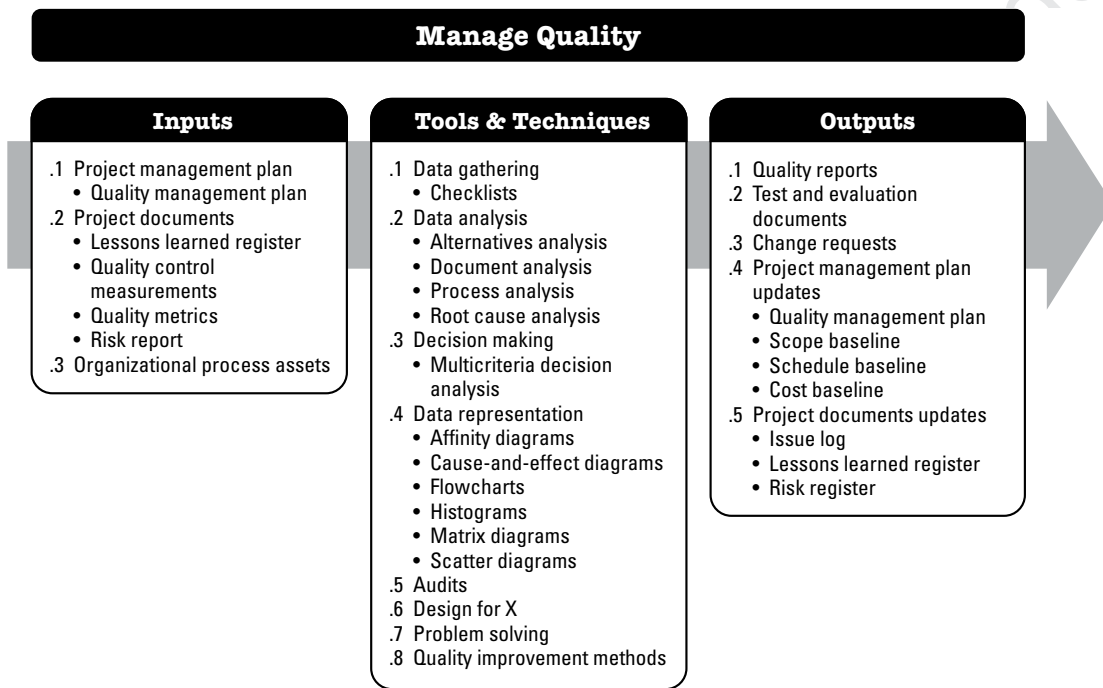 Manage Quality
Inputs
.1 Project management plan
• Quality management plan
.2 Project documents
• Lessons learned register
• Quality control
measurements
• Quality metrics
• Risk report
.3 Organizational process assets
Tools & Techniques
.1 Data gathering
• Checklists
.2 Data analysis
• Alternatives analysis
• Document analysis
• Process analysis
• Root cause analysis
.3 Decision making
• Multicriteria decision
analysis
.4 Data representation
• Affinity diagrams
• Cause-and-effect diagrams
• Flowcharts
• Histograms
• Matrix diagrams
• Scatter diagrams
.5 Audits
.6 Design for X
.7 Problem solving
.8 Quality improvement methods
Outputs
.1 Quality reports
.2 Test and evaluation
documents
.3 Change requests
.4 Project management plan
updates
• Quality management plan
• Scope baseline
• Schedule baseline
• Cost baseline
.5 Project documents updates
• Issue log
• Lessons learned register
• Risk register